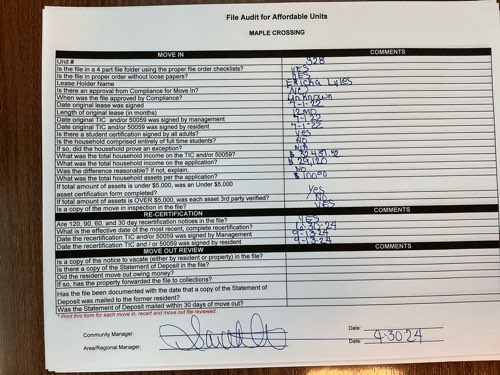 File Audit for Affordable Units
MAPLE CROSSING
MOVE IN COMMENTS
Unit # 328
Is the file in a 4 part file folder using the proper file order checklists? YES
Is the file in proper order without loose papers? YES
Lease Holder Name Ericha Lyles
Is there an approval from Compliance for Move In? NO
When was the file approved by Compliance? Unknown
Date original lease was signed 7-1-22
Length of original lease (in months) 12 MO
Date original TIC and/or 50059 was signed by management 7-1-22
Date original TIC and/or 50059 was signed by resident 7-1-22
Is there a student certification signed by all adults? YES
Is the household comprised entirely of full time students? NO
If so, did the household prove an exception? N/A
What was the total household income on the TIC and/or 50059?
What was the total household income on the application? $ 29,120
Was the difference reasonable? If not, explain. NO
What was the total household assets per the application?
If total amount of assets is under $5,000, was an Under $5,000
asset certification form completed? Yes
If total amount of assets is OVER $5,000, was each asset 3rd party verified? NO
Is a copy of the move in inspection in the file? YES
RE-CERTIFICATION COMMENTS
Are 120, 90, 60, and 30 day recertification notices in the file? YES
What is the effective date of the most recent, complete recertification?
Date the recertification TIC and/or 50059 was signed by Management 9-13-24
Date the recertification TIC and / or 50059 was signed by resident 9-13-24
MOVE OUT REVIEW COMMENTS
Is a copy of the notice to vacate (either by resident or property) in the file?
Is there a copy of the Statement of Deposit in the file?
Did the resident move out owing money?
If so, has the property forwarded the file to collections?
Has the file been documented with the date that a copy of the Statement of
Deposit was mailed to the former resident?
Was the Statement of Deposit mailed within 30 days of move out?
* Print this form for each move in, recert and move out file reviewed.
Community Manager: Date:
Area/Regional Manager: Date: 9-30-24